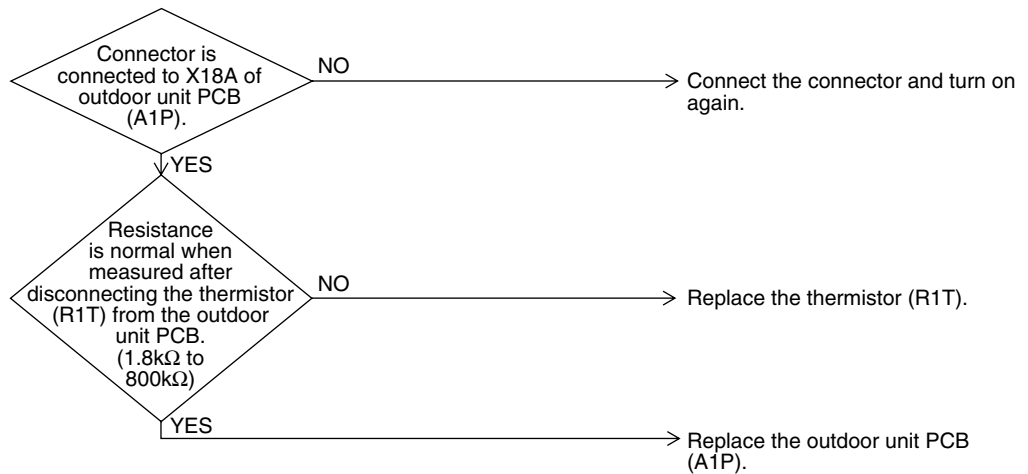 Connector is
connected to X18A of
outdoor unit PCB
(A1P).
NO
Connect the connector and turn on
again.
YES
Resistance
is normal when
measured after
disconnecting the thermistor
(R1T) from the outdoor
unit PCB.
(1.8kΩ to
800kΩ)
NO
Replace the thermistor (R1T).
YES
Replace the outdoor unit PCB
(A1P).